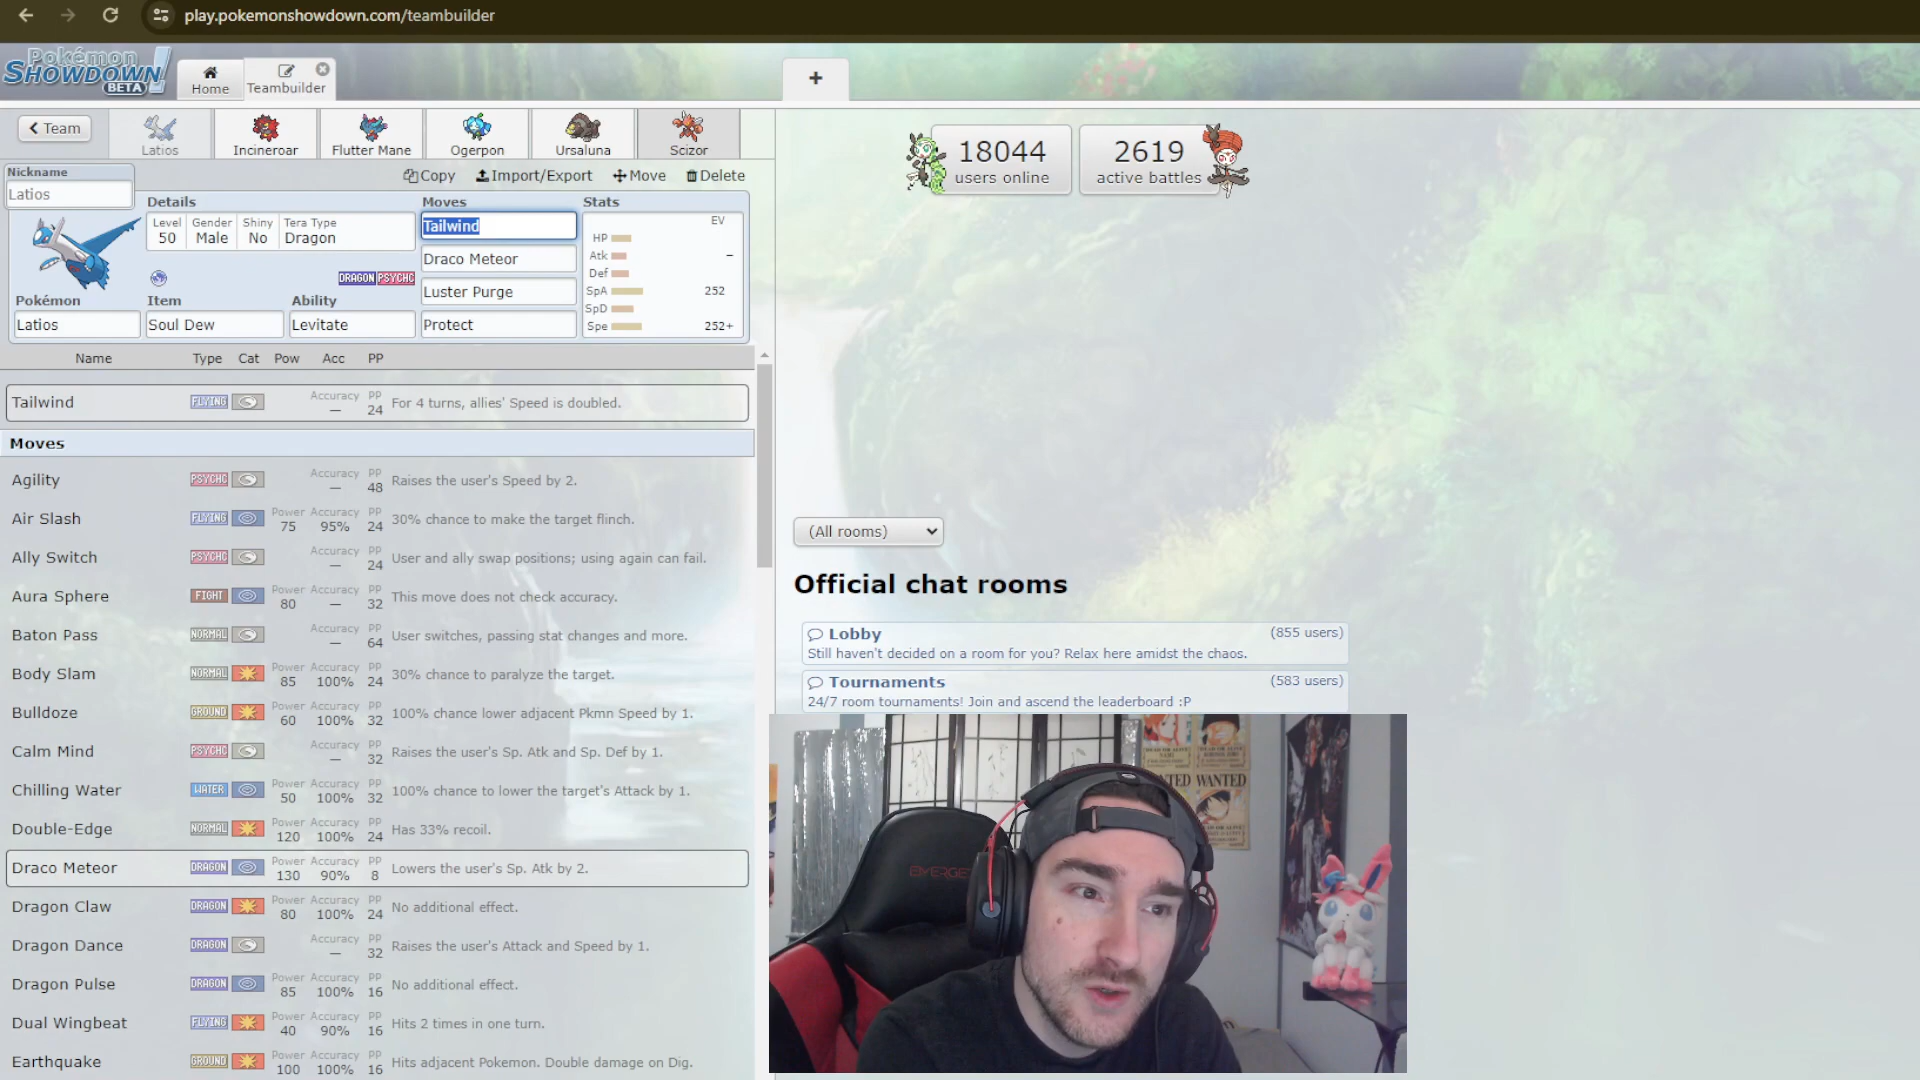 play.pokemonshowdown.com/teambuilder
Pokémon
SHOWDOWN!
BETA
Home
Teambuilder
+
Team
Latios
Incineroar
Flutter Mane
Ogerpon
Ursaluna
Scizor
18044
users online
2619
active battles
Nickname
Latios
Copy
Import/Export
Move
Delete
Details
Moves
Stats
Level
50
Gender
Male
Shiny
No
Tera Type
Dragon
DRAGON PSYCHC
Pokémon
Latios
Item
Soul Dew
Ability
Levitate
Tailwind
Draco Meteor
Luster Purge
Protect
EV
HP
Atk –
Def
SpA 252
SpD
Spe 252+
Name Type Cat Pow Acc PP
Tailwind FLYING Accuracy — PP 24 For 4 turns, allies' Speed is doubled.
Moves
Agility PSYCHC Accuracy — PP 48 Raises the user's Speed by 2.
Air Slash FLYING Power 75 Accuracy 95% PP 24 30% chance to make the target flinch.
Ally Switch PSYCHC Accuracy — PP 24 User and ally swap positions; using again can fail.
Aura Sphere FIGHT Power 80 Accuracy — PP 32 This move does not check accuracy.
Baton Pass NORMAL Accuracy — PP 64 User switches, passing stat changes and more.
Body Slam NORMAL Power 85 Accuracy 100% PP 24 30% chance to paralyze the target.
Bulldoze GROUND Power 60 Accuracy 100% PP 32 100% chance lower adjacent Pkmn Speed by 1.
Calm Mind PSYCHC Accuracy — PP 32 Raises the user's Sp. Atk and Sp. Def by 1.
Chilling Water WATER Power 50 Accuracy 100% PP 32 100% chance to lower the target's Attack by 1.
Double-Edge NORMAL Power 120 Accuracy 100% PP 24 Has 33% recoil.
Draco Meteor DRAGON Power 130 Accuracy 90% PP 8 Lowers the user's Sp. Atk by 2.
Dragon Claw DRAGON Power 80 Accuracy 100% PP 24 No additional effect.
Dragon Dance DRAGON Accuracy — PP 32 Raises the user's Attack and Speed by 1.
Dragon Pulse DRAGON Power 85 Accuracy 100% PP 16 No additional effect.
Dual Wingbeat FLYING Power 40 Accuracy 90% PP 16 Hits 2 times in one turn.
Earthquake GROUND Power 100 Accuracy 100% PP 16 Hits adjacent Pokemon. Double damage on Dig.
(All rooms)
Official chat rooms
Lobby (855 users)
Still haven't decided on a room for you? Relax here amidst the chaos.
Tournaments (583 users)
24/7 room tournaments! Join and ascend the leaderboard :P
WANTED